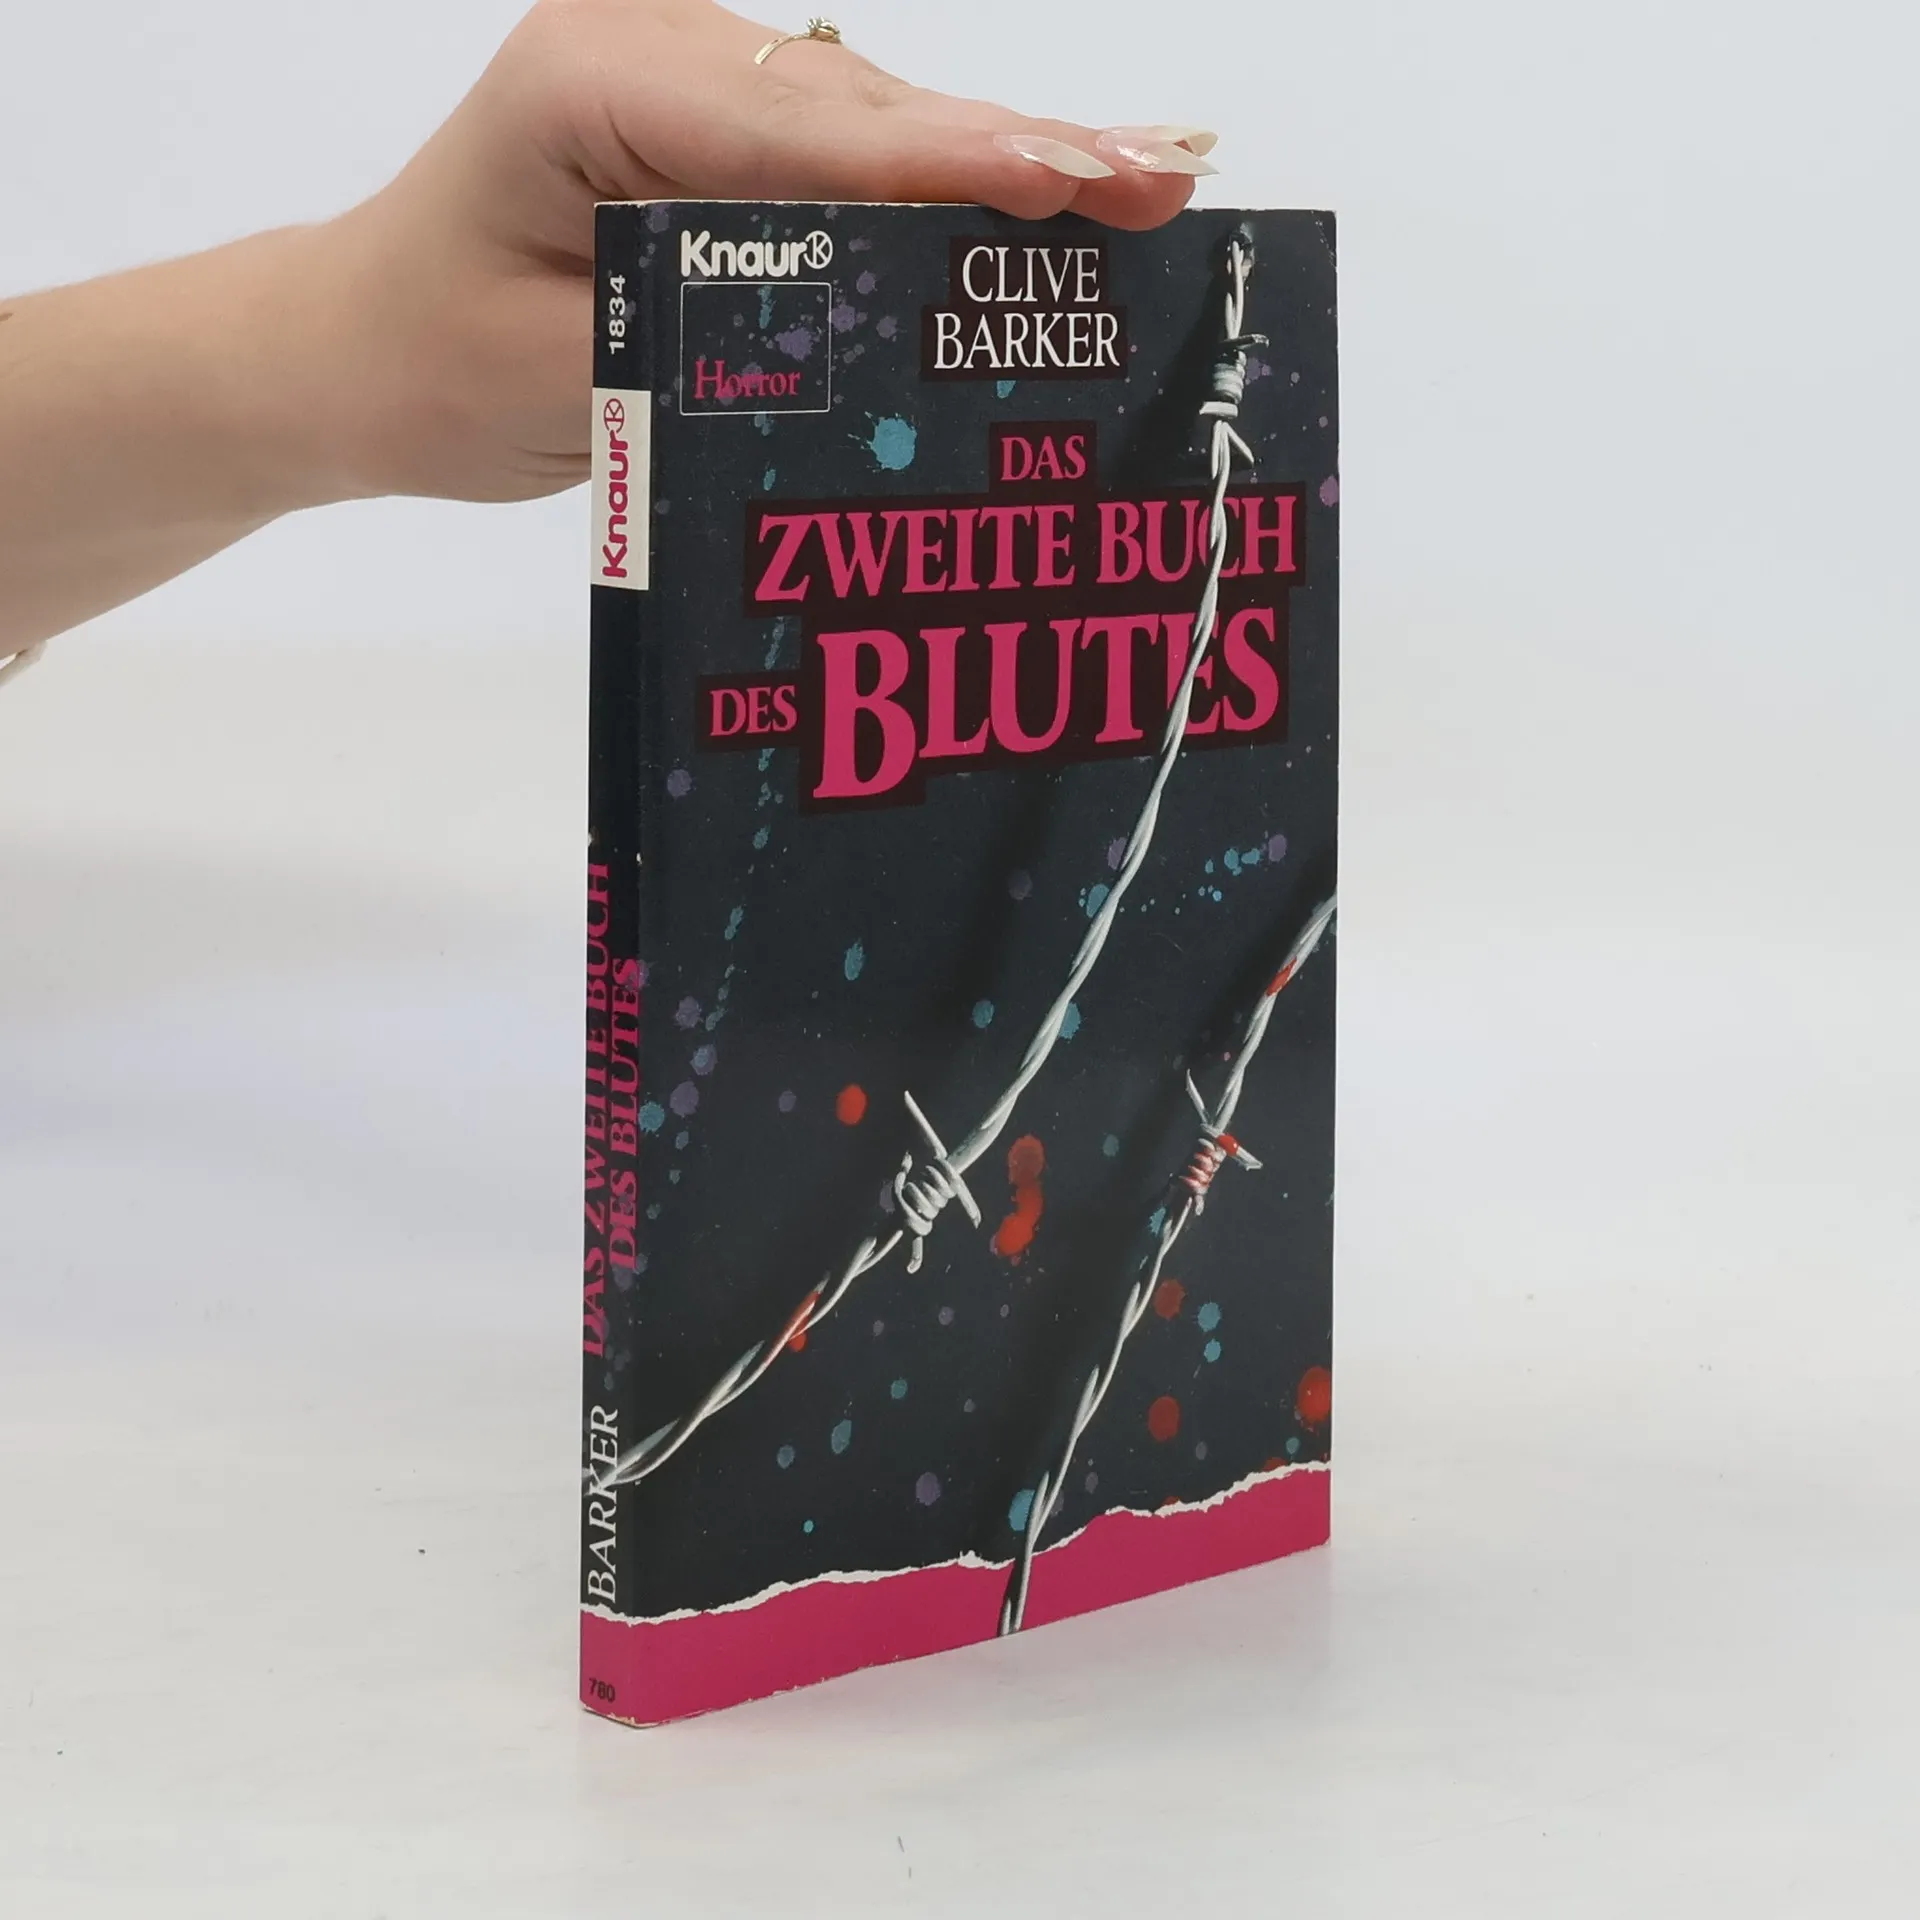 Knaur
Horror
CLIVE
BARKER
DAS
ZWEITE BUCH
DES BLUTES
1834
Knaur
DAS ZWEITE BUCH
DES BLUTES
BARKER
780